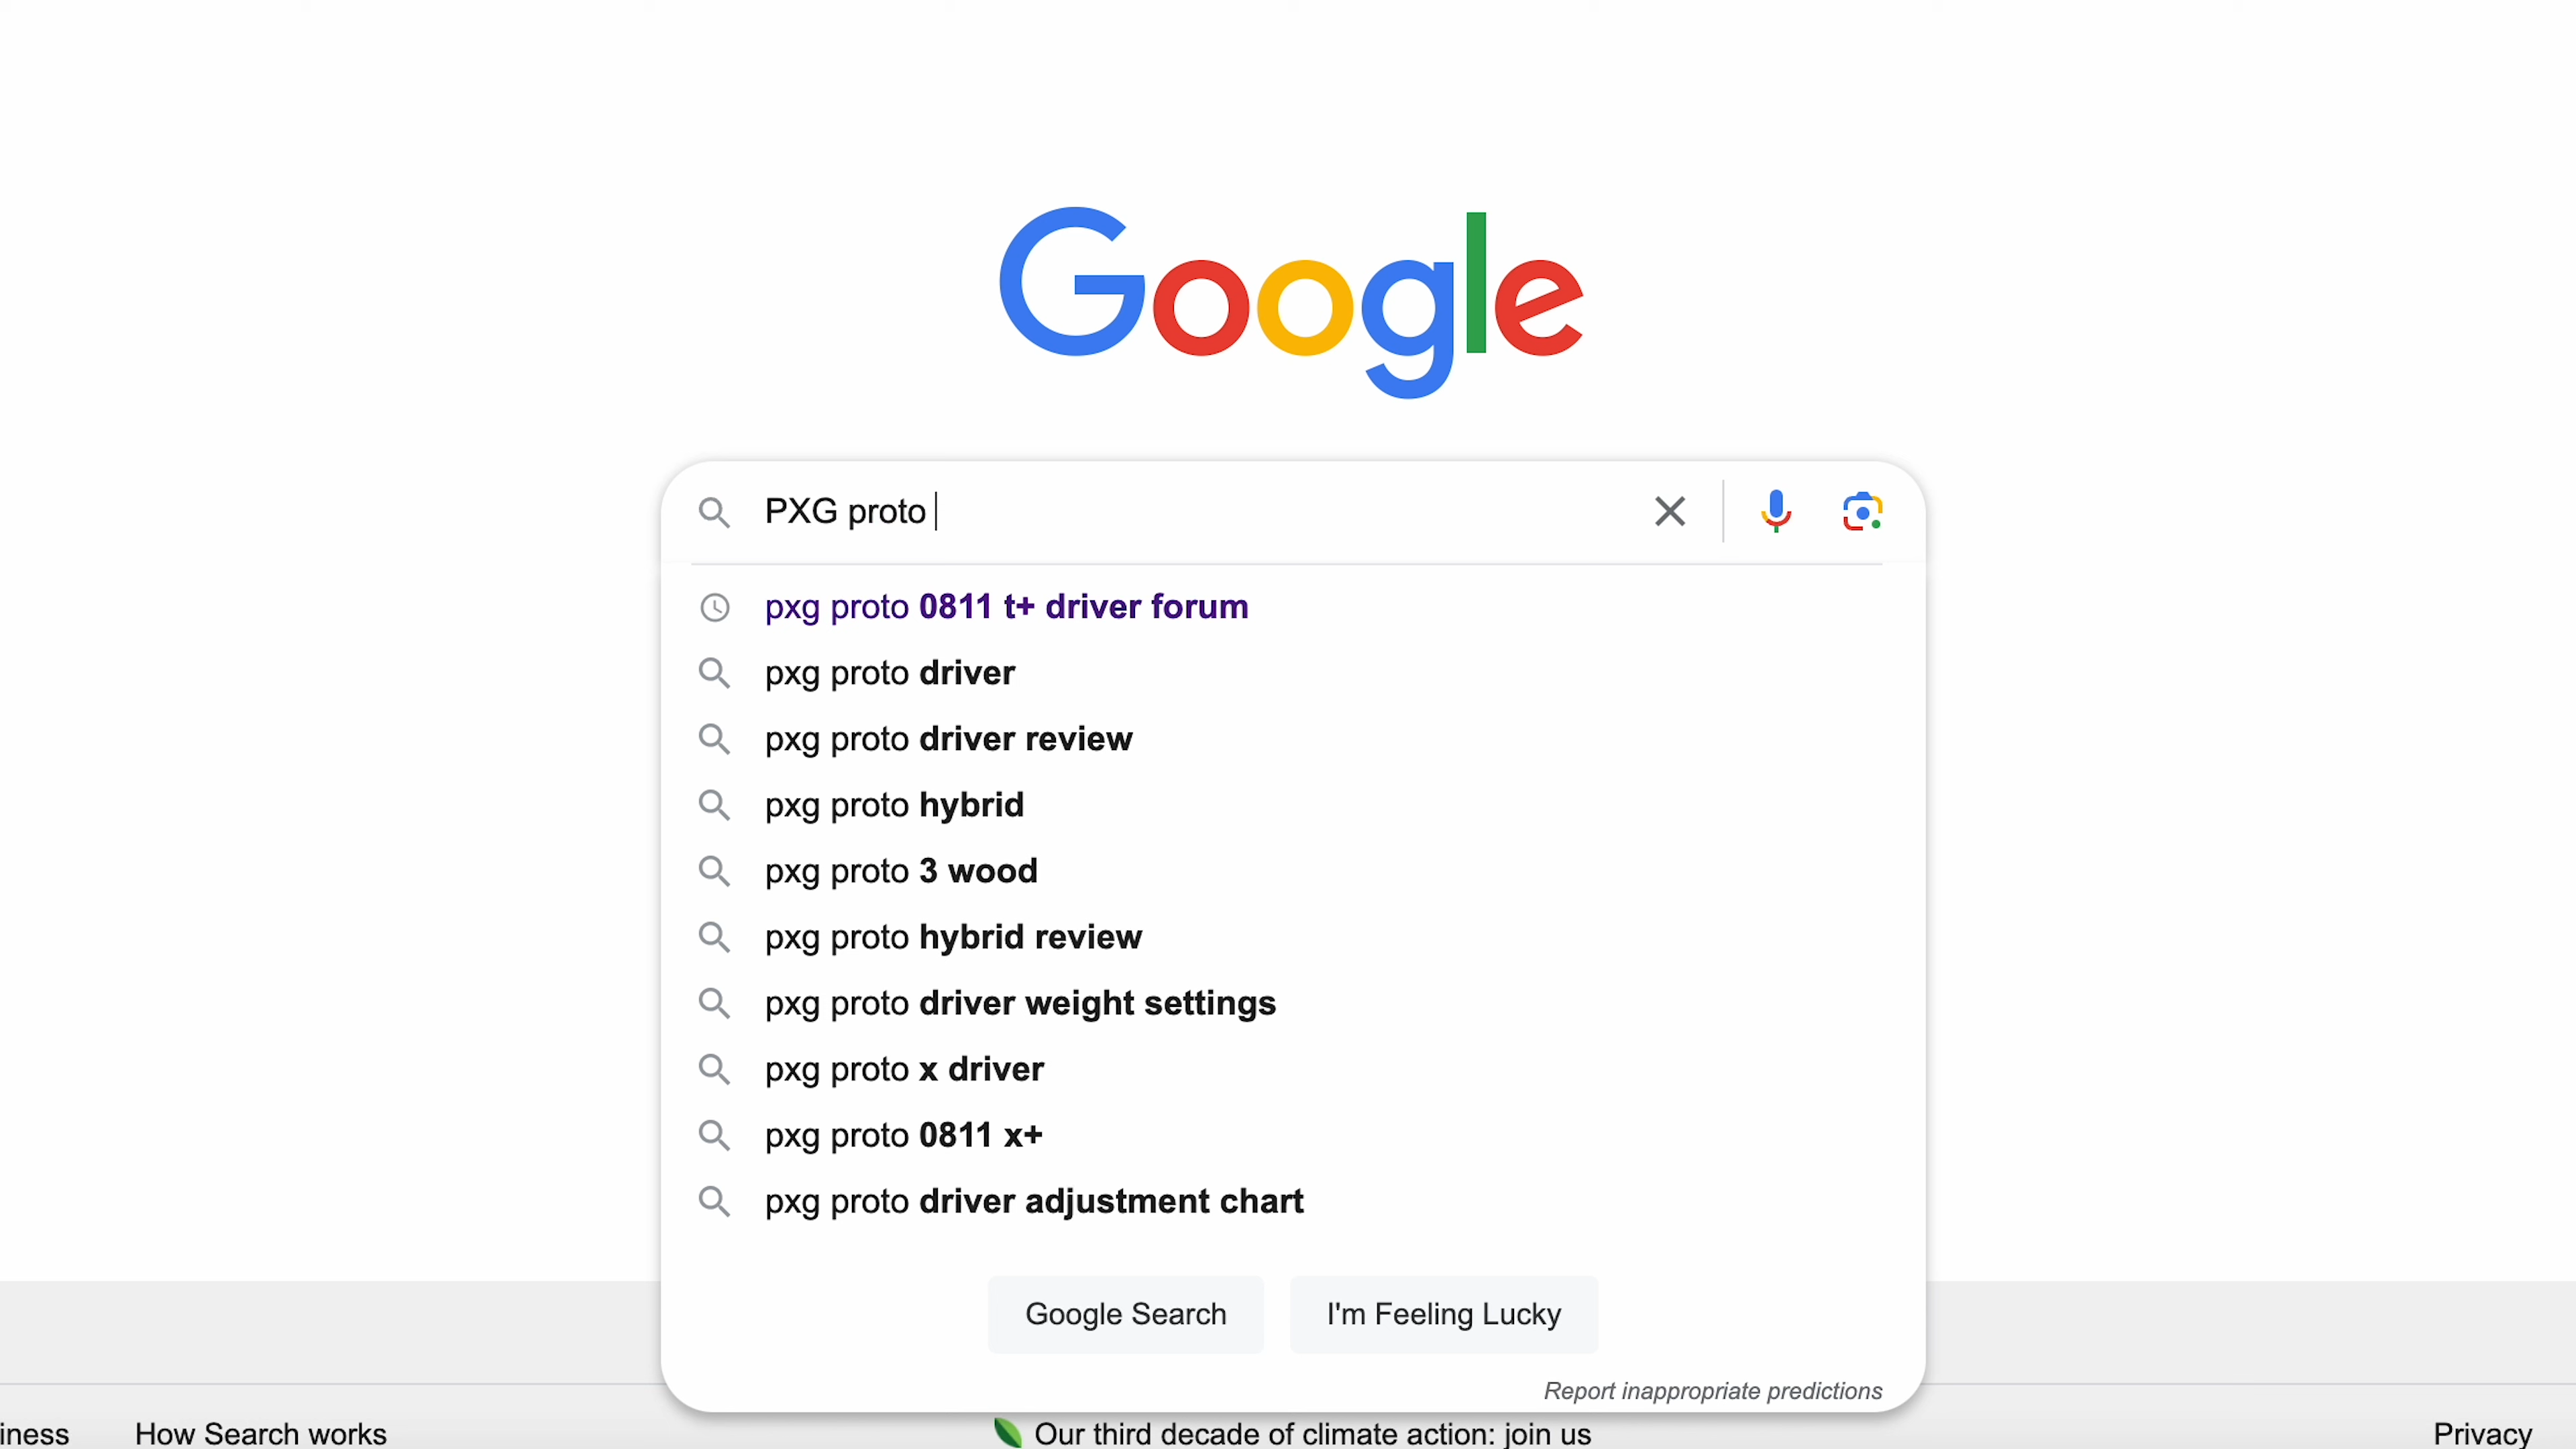 Google
PXG proto
pxg proto 0811 t+ driver forum
pxg proto driver
pxg proto driver review
pxg proto hybrid
pxg proto 3 wood
pxg proto hybrid review
pxg proto driver weight settings
pxg proto x driver
pxg proto 0811 x+
pxg proto driver adjustment chart
Google Search I'm Feeling Lucky
Report inappropriate predictions
iness How Search works Our third decade of climate action: join us Privacy